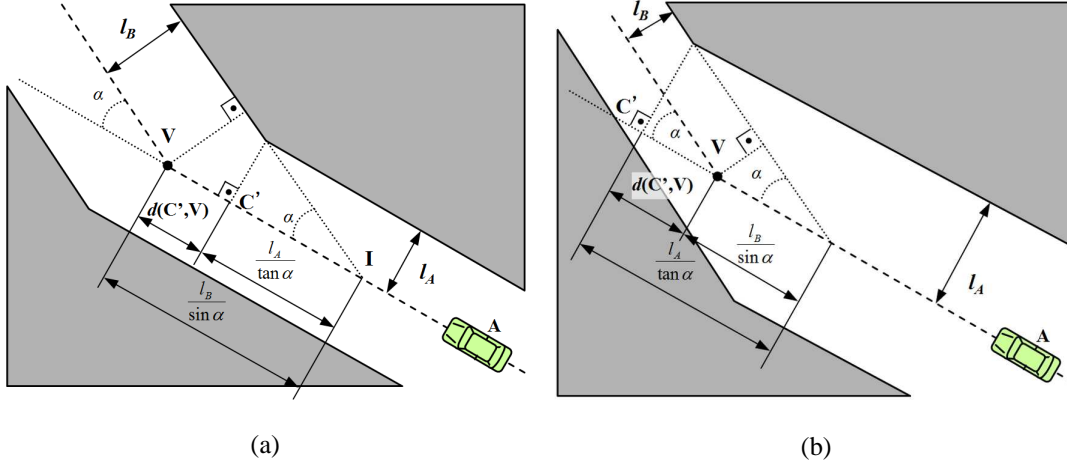 l_B
α
V
C'
α
d(C',V)
l_A
tan α
I
l_A
l_B
sin α
A
(a)
l_B
C'
α
V
α
d(C',V)
l_B
sin α
l_A
tan α
l_A
A
(b)